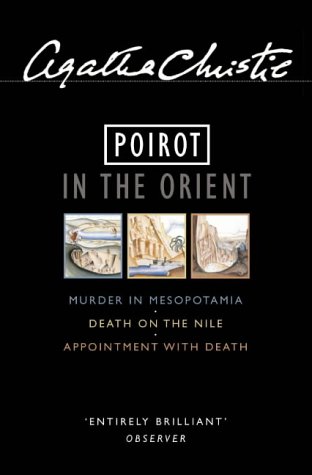 Agatha Christie
POIROT
IN THE ORIENT
MURDER IN MESOPOTAMIA
·
DEATH ON THE NILE
·
APPOINTMENT WITH DEATH
'ENTIRELY BRILLIANT'
OBSERVER